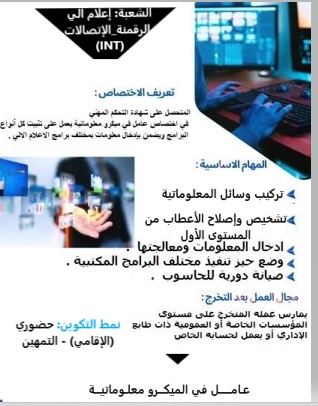 الشعبة: إعلام آلي
الرقمنة_الإتصالات
(INT)
تعريف الاختصاص:
المتحصل على شهادة التحكم المهني
في اختصاص عامل في ميكرو معلوماتية يعمل على تثبيت كل أنواع
البرامج ويضمن بإدخال معلومات بمختلف برامج الاعلام الالي .
المهام الاساسية :
تركيب وسائل المعلوماتية
تشخيص وإصلاح الأعطاب من
المستوى الأول
ادخال المعلومات ومعالجتها .
وضع حيز تنفيذ مختلف البرامج المكتبية .
صيانة دورية للحاسوب .
مجال العمل بعد التخرج:
يمارس عمله المتخرج على مستوى
المؤسسات الخاصة أو العمومية ذات طابع
الإداري أو يعمل لحسابه الخاص
نمط التكوين: حضوري
(الإقامي) - التمهين
عامل في الميكرو معلوماتية